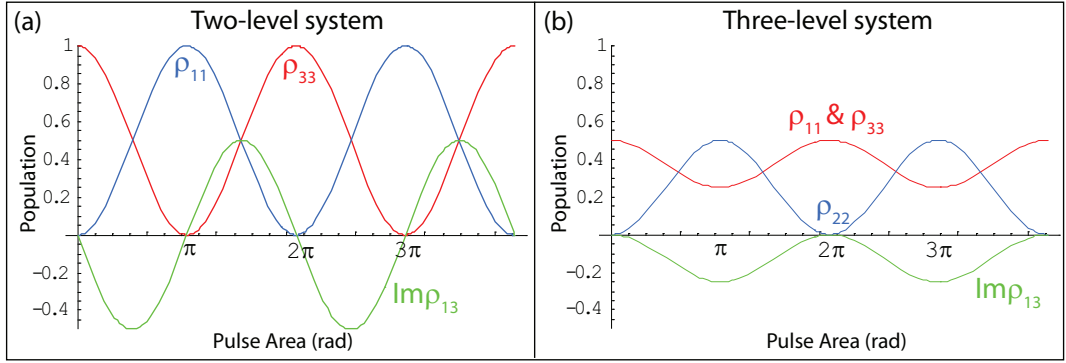 (a) Two-level system
1
0.8
0.6
0.4
0.2
−0.2
−0.4
Population
ρ11
ρ33
π
2π
3π
Imρ13
Pulse Area (rad)
(b) Three-level system
1
0.8
0.6
0.4
0.2
−0.2
−0.4
Population
ρ11 & ρ33
ρ22
π
2π
3π
Imρ13
Pulse Area (rad)